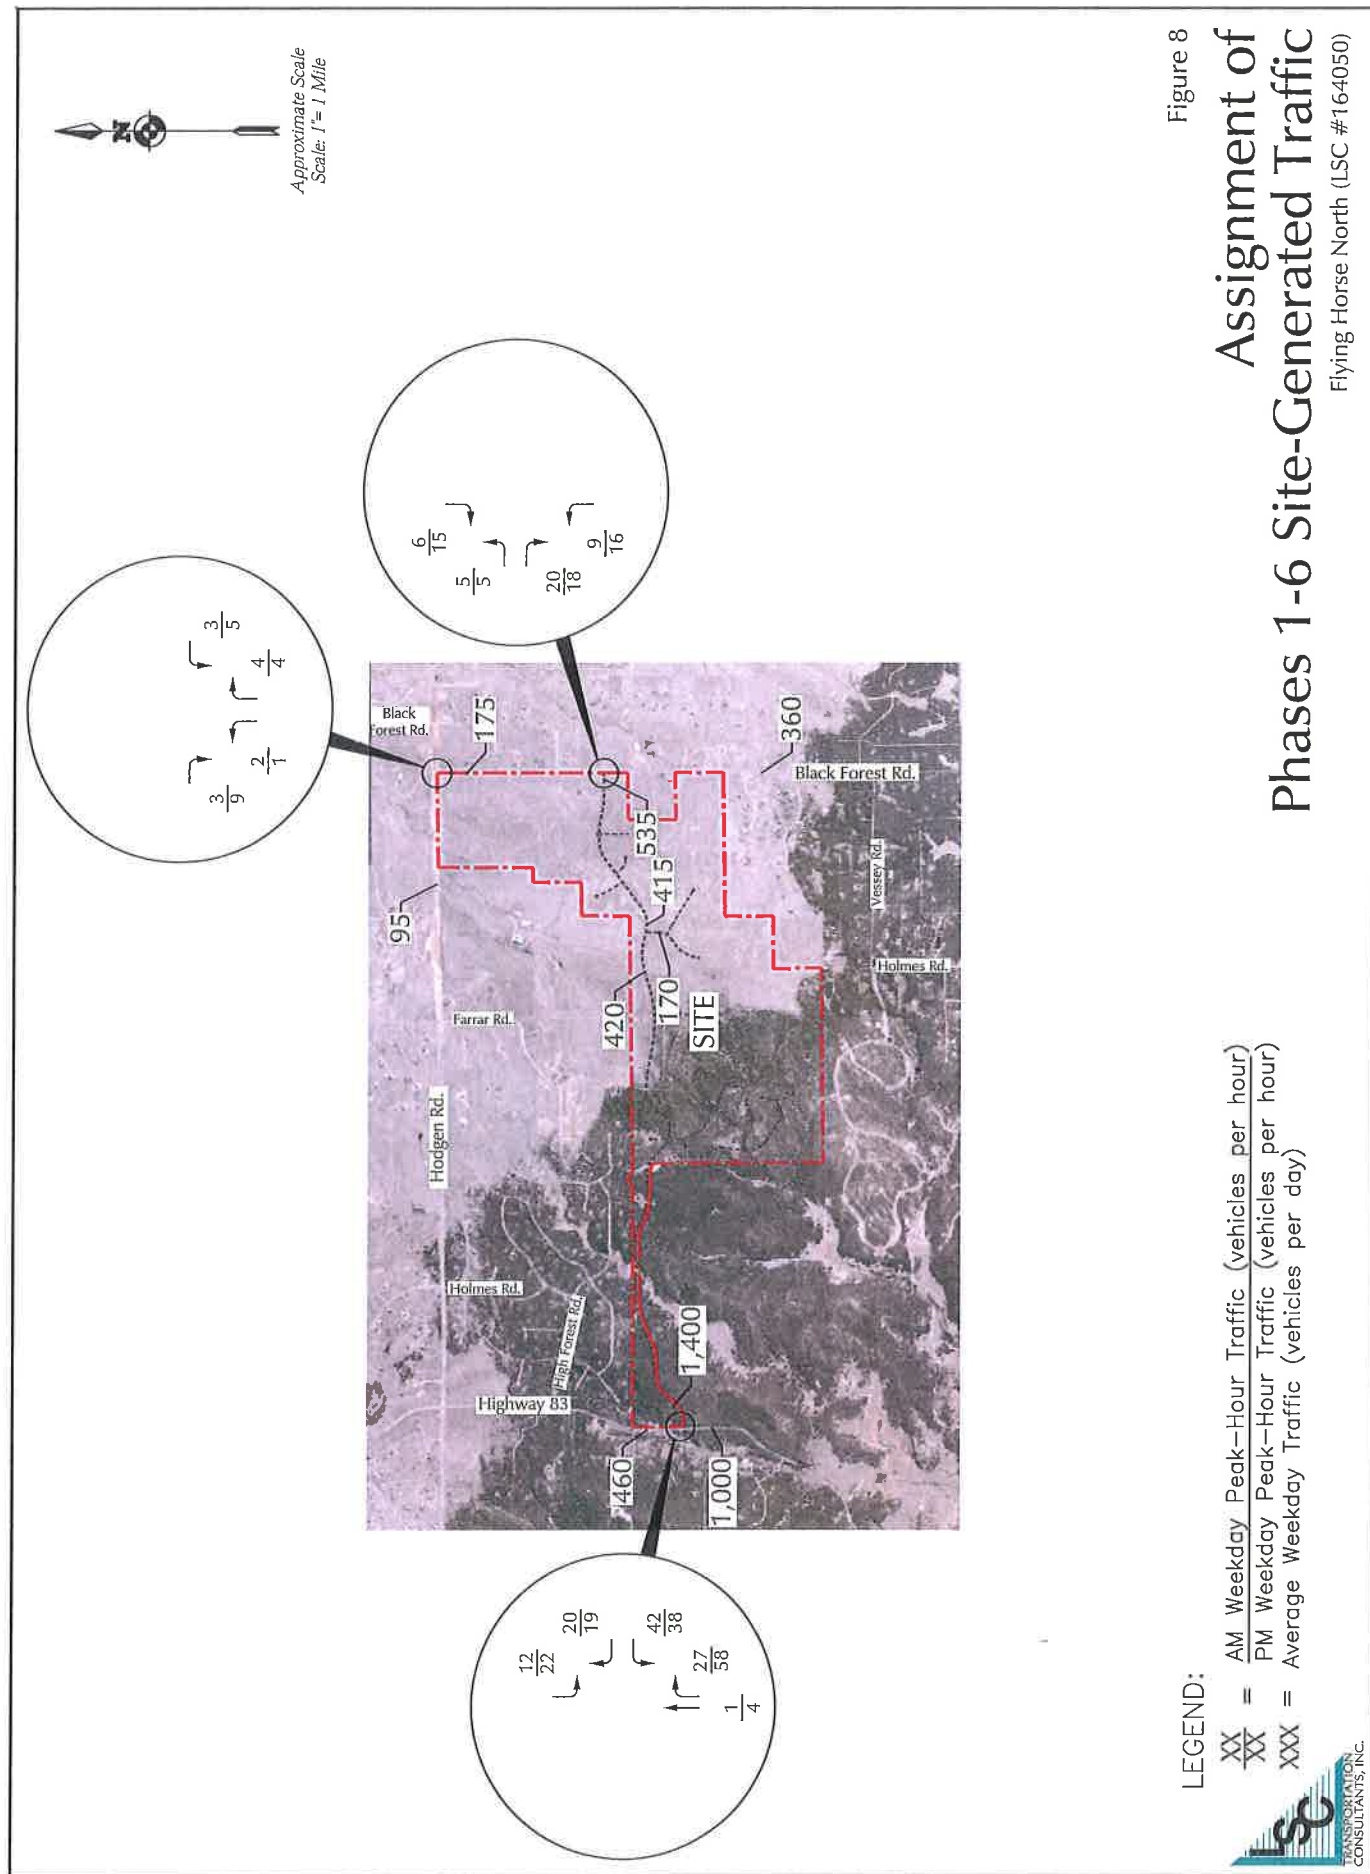 N
Approximate Scale
Scale: 1"= 1 Mile
3
9
2
1
4
4
3
5
6
15
5
5
20
18
9
16
12
22
20
19
42
38
27
58
1
4
Black
Forest Rd.
175
95
535
415
420
170
SITE
360
Black Forest Rd.
Vessey Rd.
Holmes Rd.
Farrar Rd.
Hodgen Rd.
Holmes Rd.
High Forest Rd.
Highway 83
460
1,400
1,000
LEGEND:
XX
XX
= AM Weekday Peak-Hour Traffic (vehicles per hour)
PM Weekday Peak-Hour Traffic (vehicles per hour)
XXX = Average Weekday Traffic (vehicles per day)
Figure 8
Assignment of
Phases 1-6 Site-Generated Traffic
Flying Horse North (LSC #164050)
LSC
TRANSPORTATION
CONSULTANTS, INC.